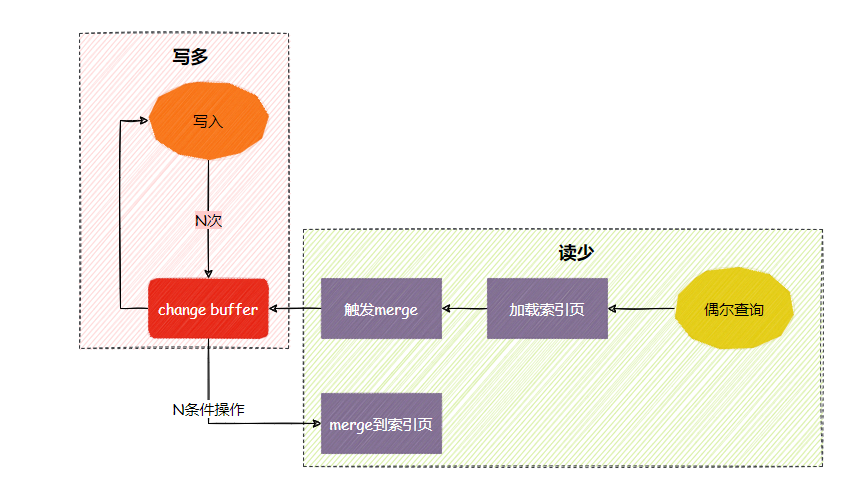 写多
写入
N次
change buffer
读少
触发merge
加载索引页
偶尔查询
N条件操作
merge到索引页